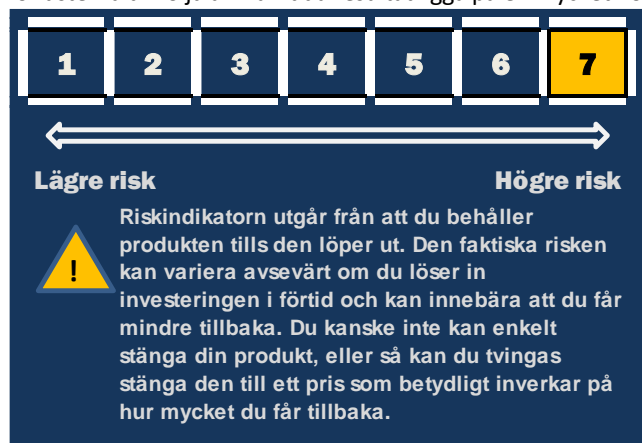 1 2 3 4 5 6 7
Lägre risk Högre risk
Riskindikatorn utgår från att du behåller
produkten tills den löper ut. Den faktiska risken
! kan variera avsevärt om du löser in
investeringen i förtid och kan innebära att du får
mindre tillbaka. Du kanske inte kan enkelt
stänga din produkt, eller så kan du tvingas
stänga den till ett pris som betydligt inverkar på
hur mycket du får tillbaka.